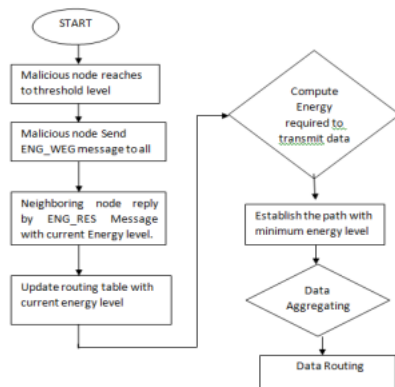 START
Malicious node reaches
to threshold level
Malicious node Send
ENG_WEG message to all
Neighboring node reply
by ENG_RES Message
with current Energy level.
Update routing table with
current energy level
Compute
Energy
required to
transmit data
Establish the path with
minimum energy level
Data
Aggregating
Data Routing